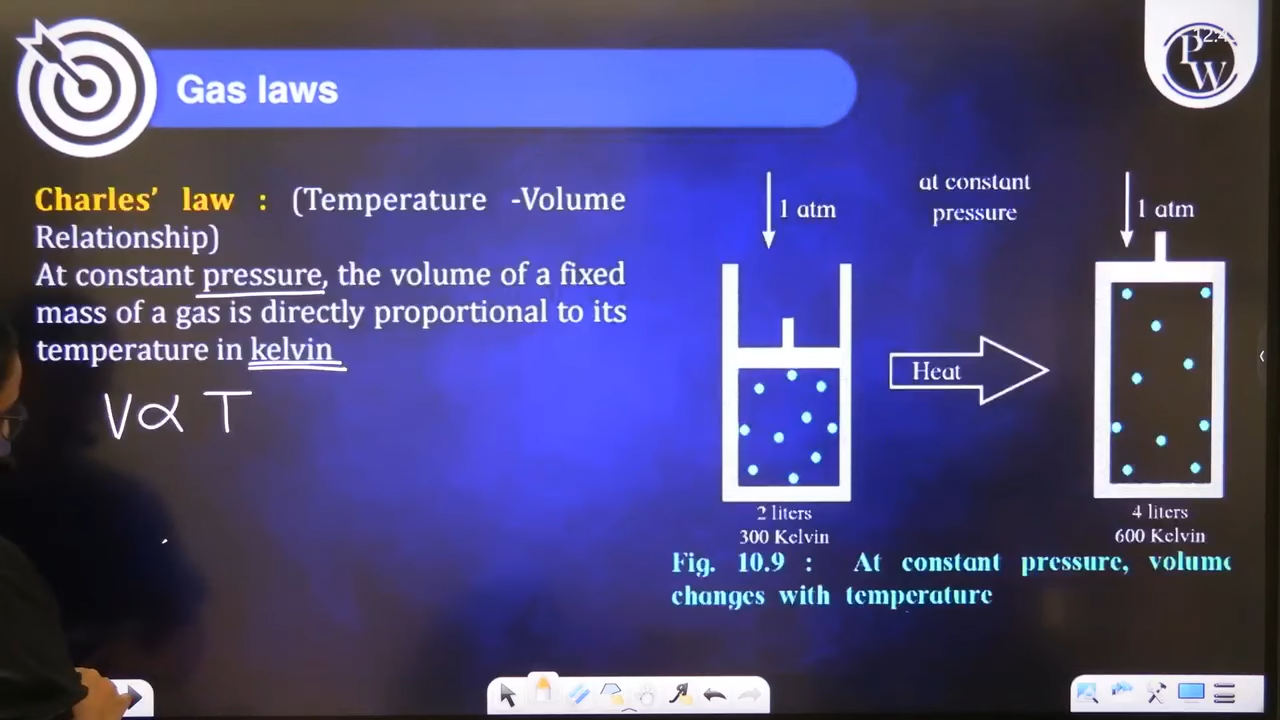 Gas laws
PW
Charles’ law : (Temperature -Volume
Relationship)
At constant pressure, the volume of a fixed
mass of a gas is directly proportional to its
temperature in kelvin
V∝ T
1 atm
at constant
pressure
1 atm
Heat
2 liters
300 Kelvin
4 liters
600 Kelvin
Fig. 10.9 : At constant pressure, volume
changes with temperature